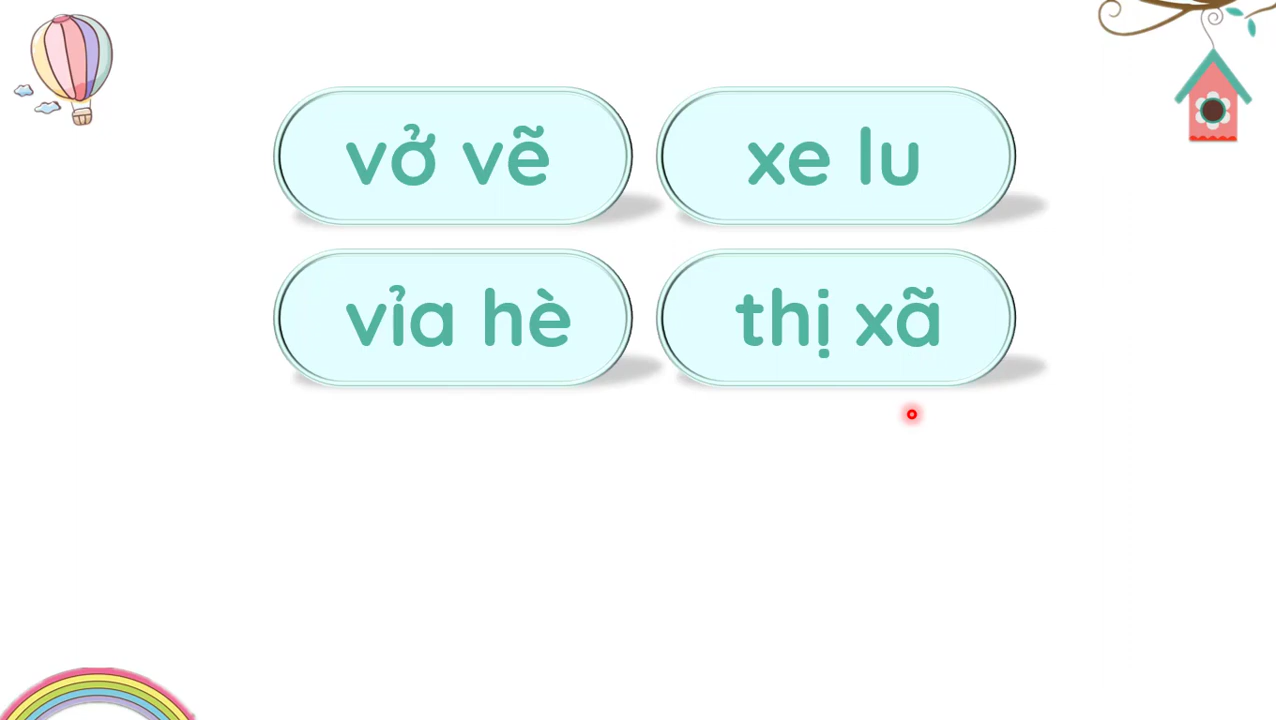 vở vẽ
xe lu
vỉa hè
thị xã